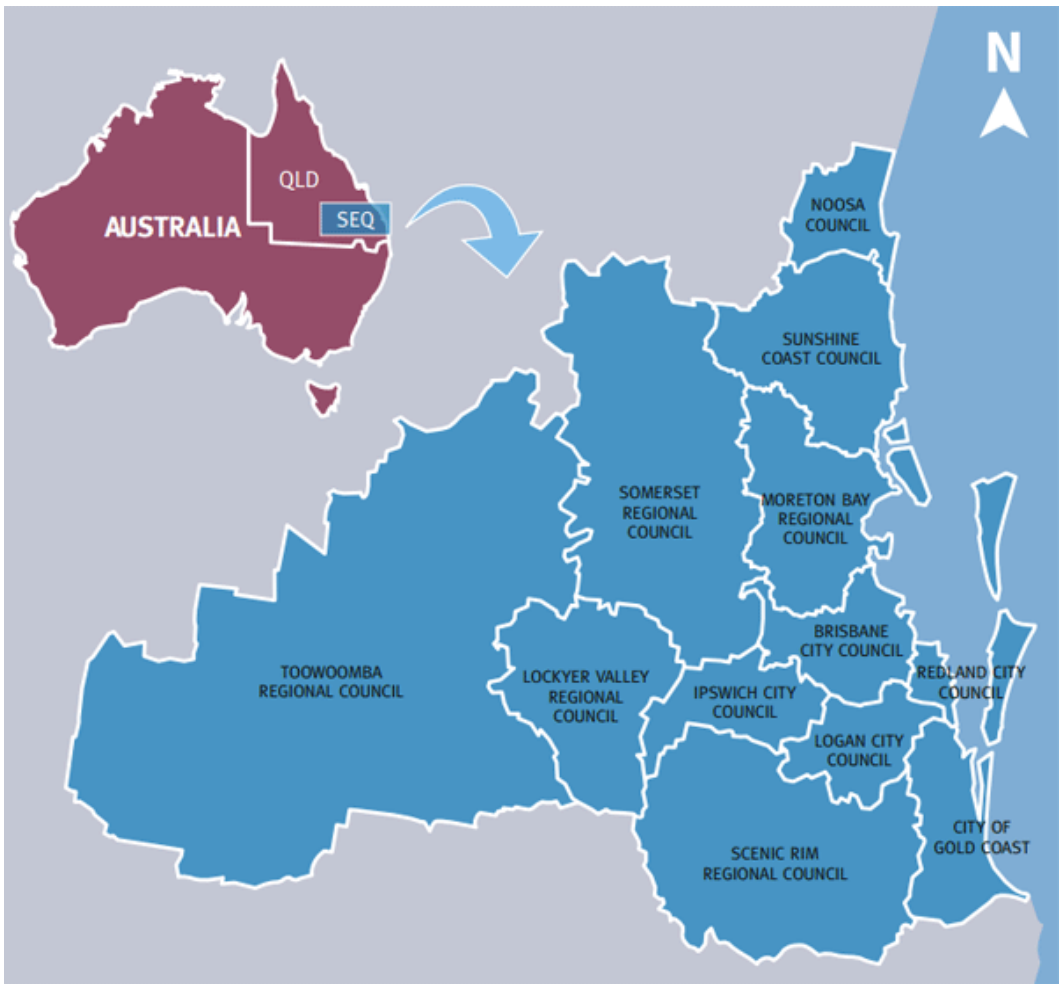 N
QLD
SEQ
AUSTRALIA
NOOSA
COUNCIL
SUNSHINE
COAST COUNCIL
SOMERSET
REGIONAL
COUNCIL
MORETON BAY
REGIONAL
COUNCIL
BRISBANE
CITY COUNCIL
TOOWOOMBA
REGIONAL COUNCIL
LOCKYER VALLEY
REGIONAL
COUNCIL
IPSWICH CITY
COUNCIL
REDLAND CITY
COUNCIL
LOGAN CITY
COUNCIL
SCENIC RIM
REGIONAL COUNCIL
CITY OF
GOLD COAST